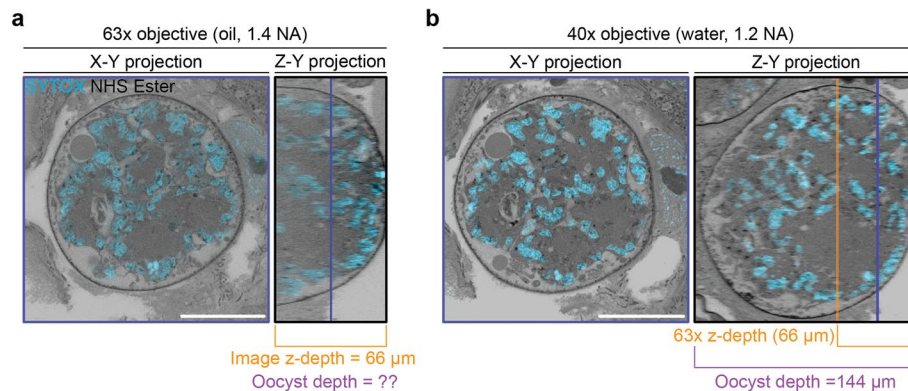 a
63x objective (oil, 1.4 NA)
X-Y projection
Z-Y projection
SYTOX NHS Ester
Image z-depth = 66 µm
Oocyst depth = ??
b
40x objective (water, 1.2 NA)
X-Y projection
Z-Y projection
63x z-depth (66 µm)
Oocyst depth =144 µm